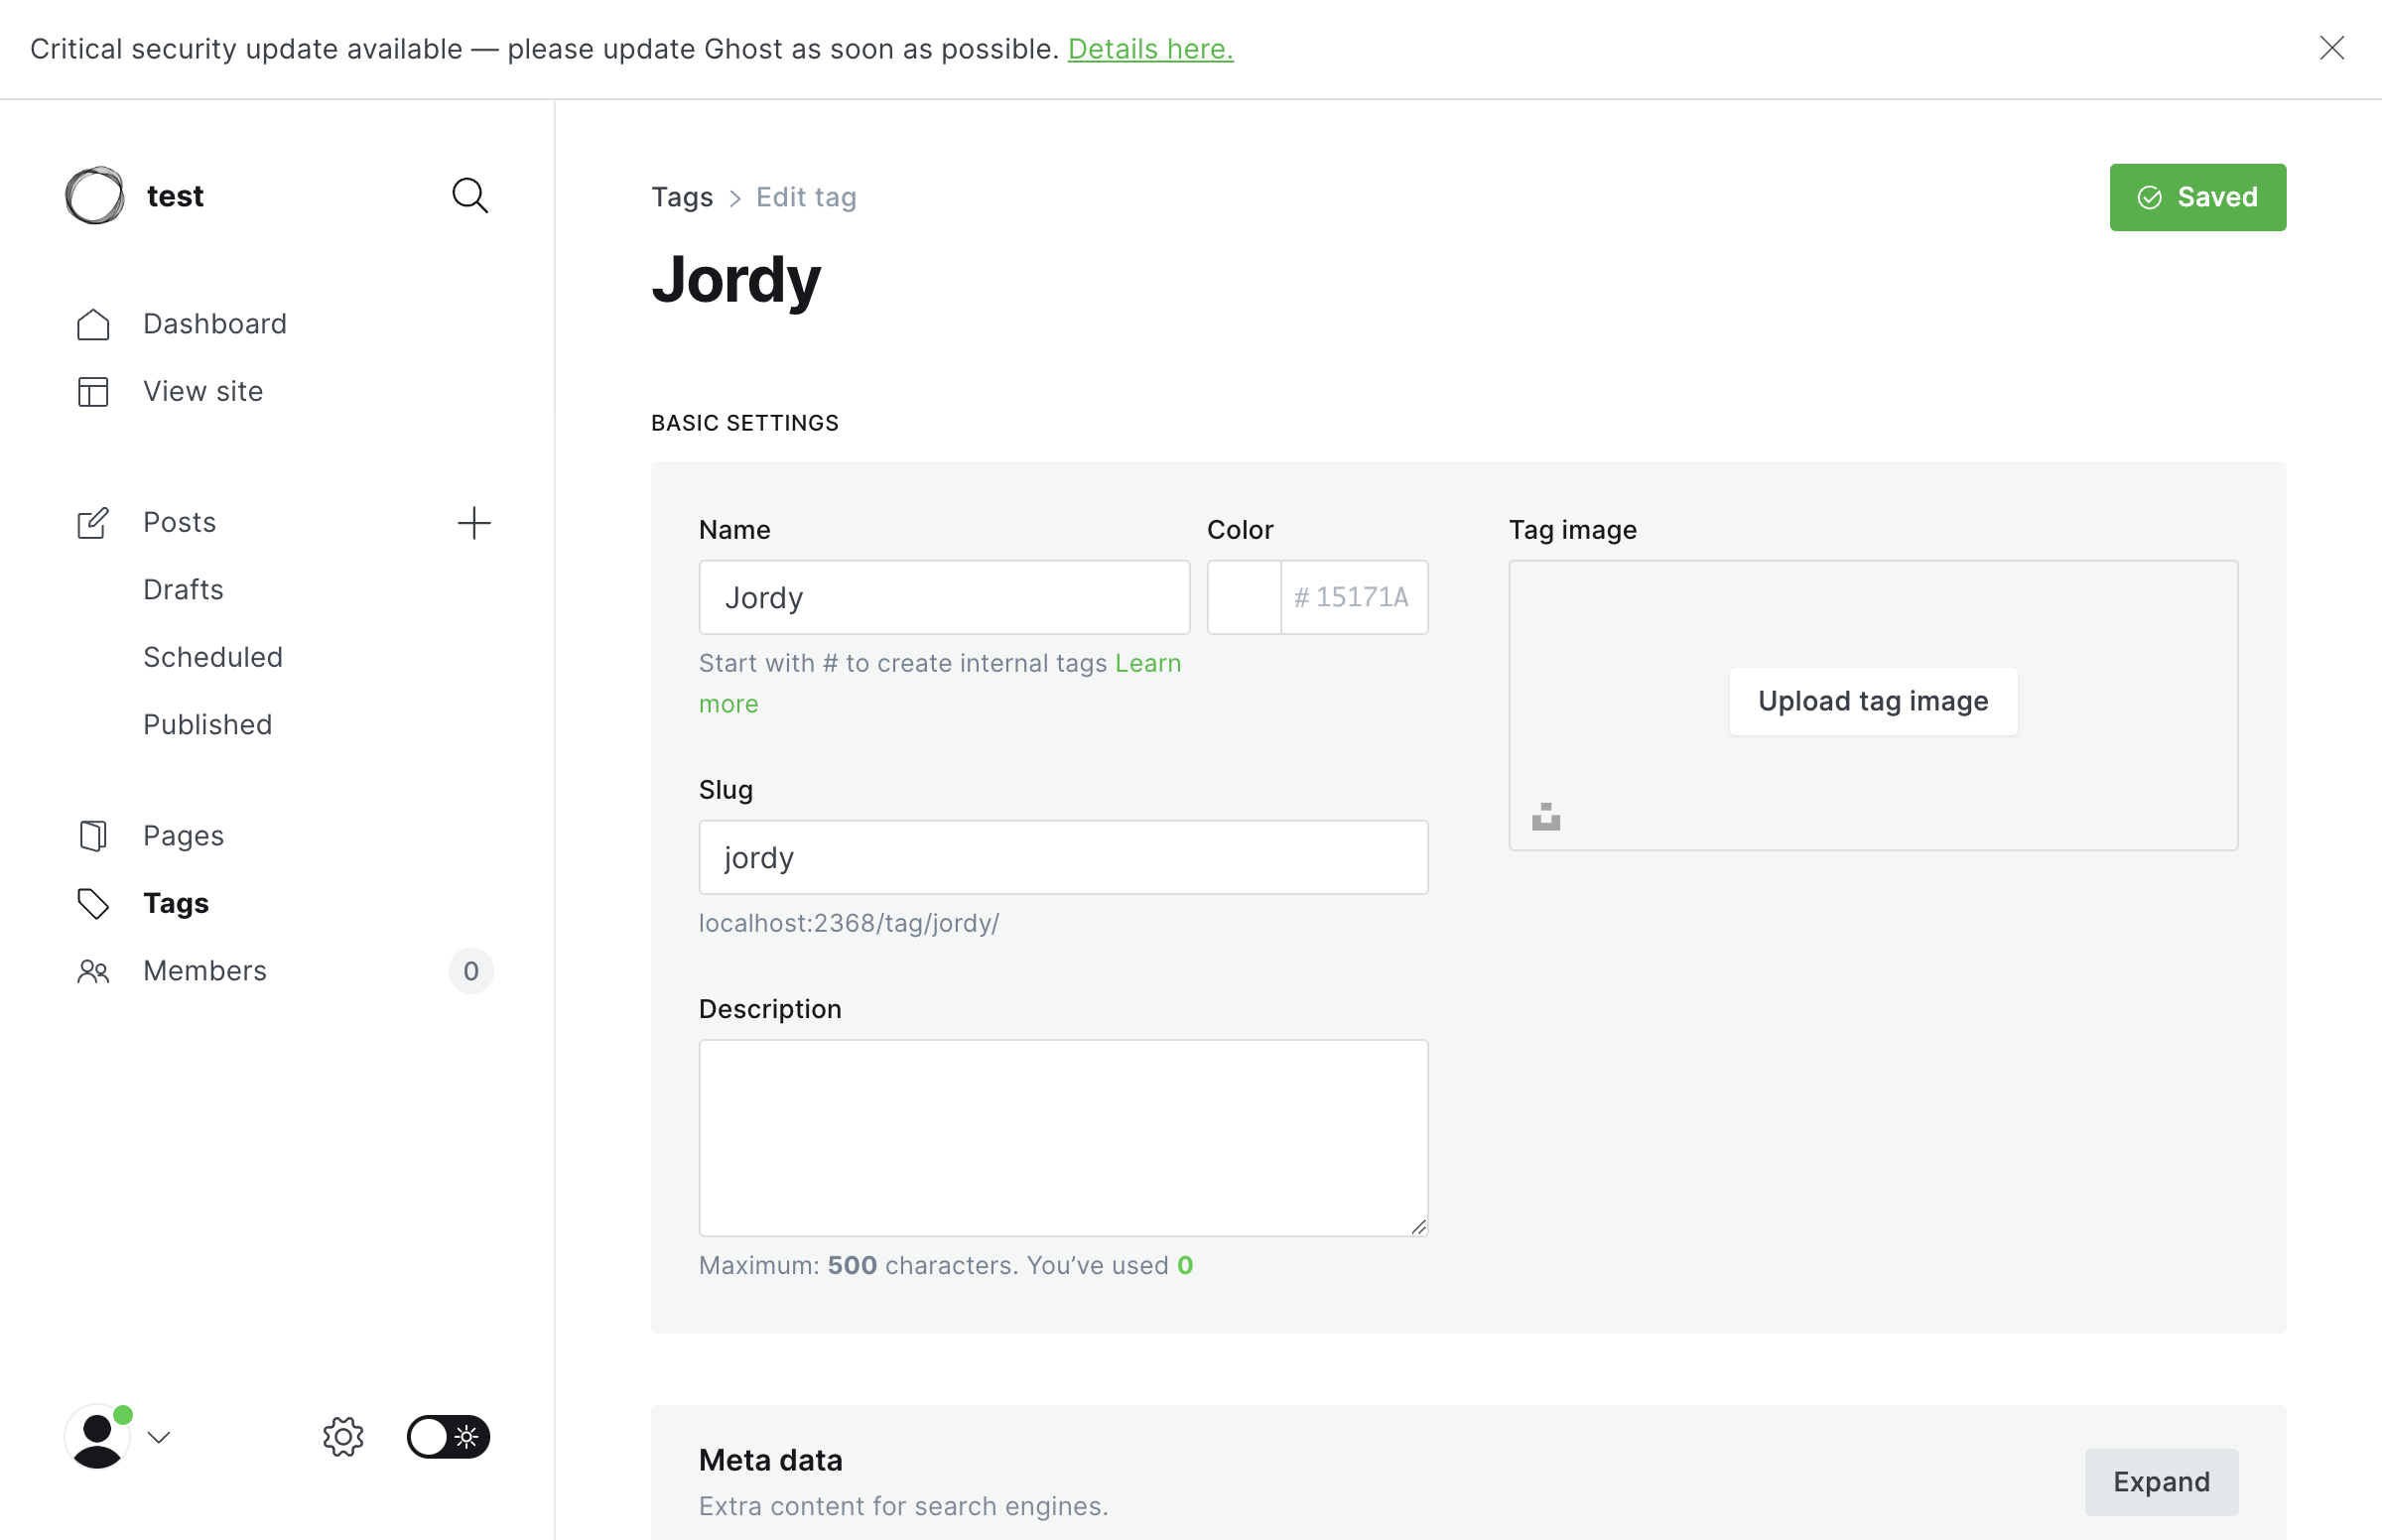 Critical security update available — please update Ghost as soon as possible. Details here.
test
Dashboard
View site
Posts
Drafts
Scheduled
Published
Pages
Tags
Members 0
Tags > Edit tag
Saved
Jordy
BASIC SETTINGS
Name
Jordy
Start with # to create internal tags Learn
more
Color
# 15171A
Slug
jordy
localhost:2368/tag/jordy/
Description
Maximum: 500 characters. You’ve used 0
Tag image
Upload tag image
Meta data
Extra content for search engines.
Expand